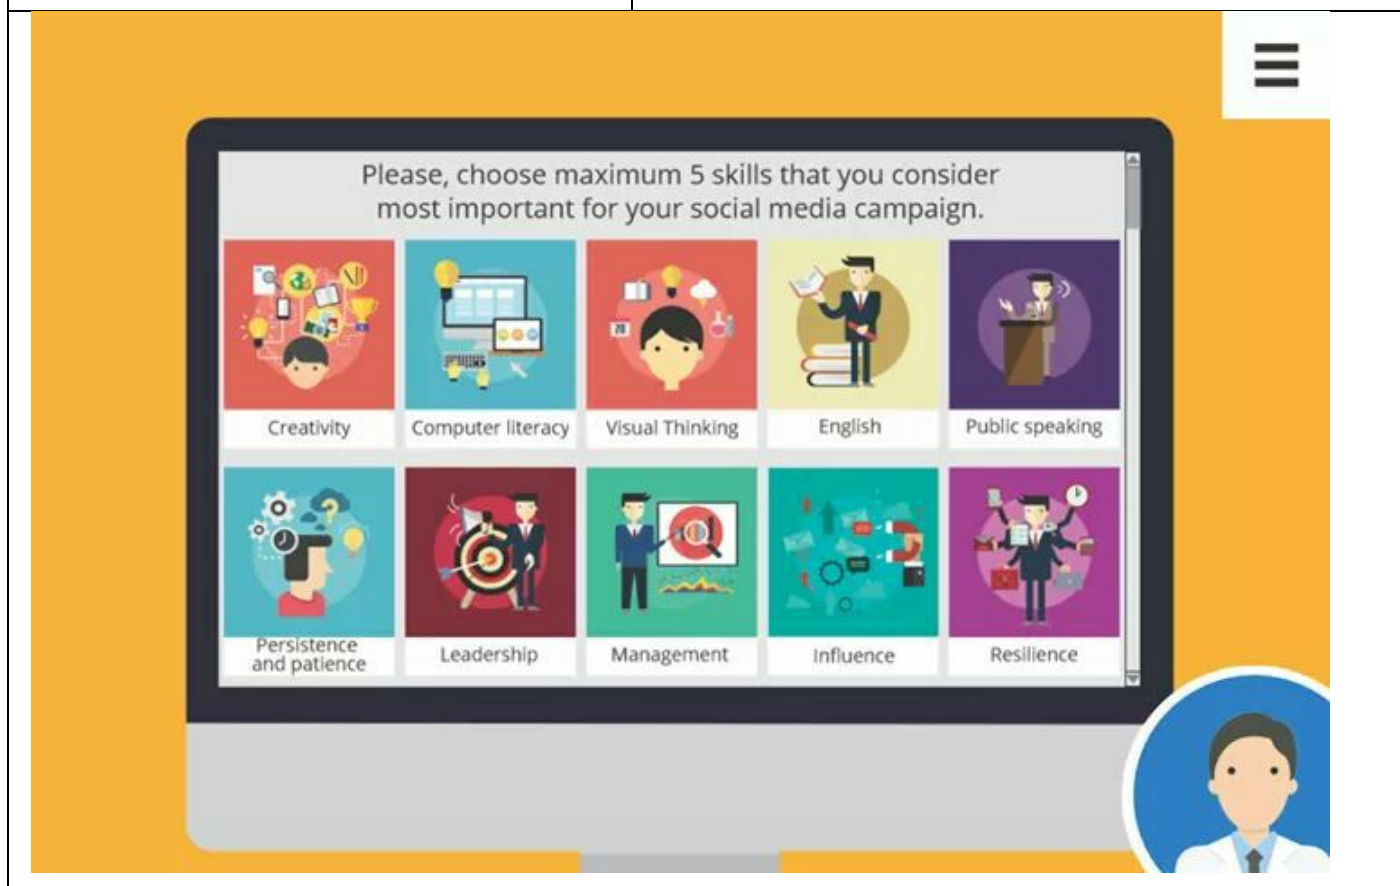 Please, choose maximum 5 skills that you consider
most important for your social media campaign.
Creativity
Computer literacy
Visual Thinking
English
Public speaking
Persistence
and patience
Leadership
Management
Influence
Resilience
20